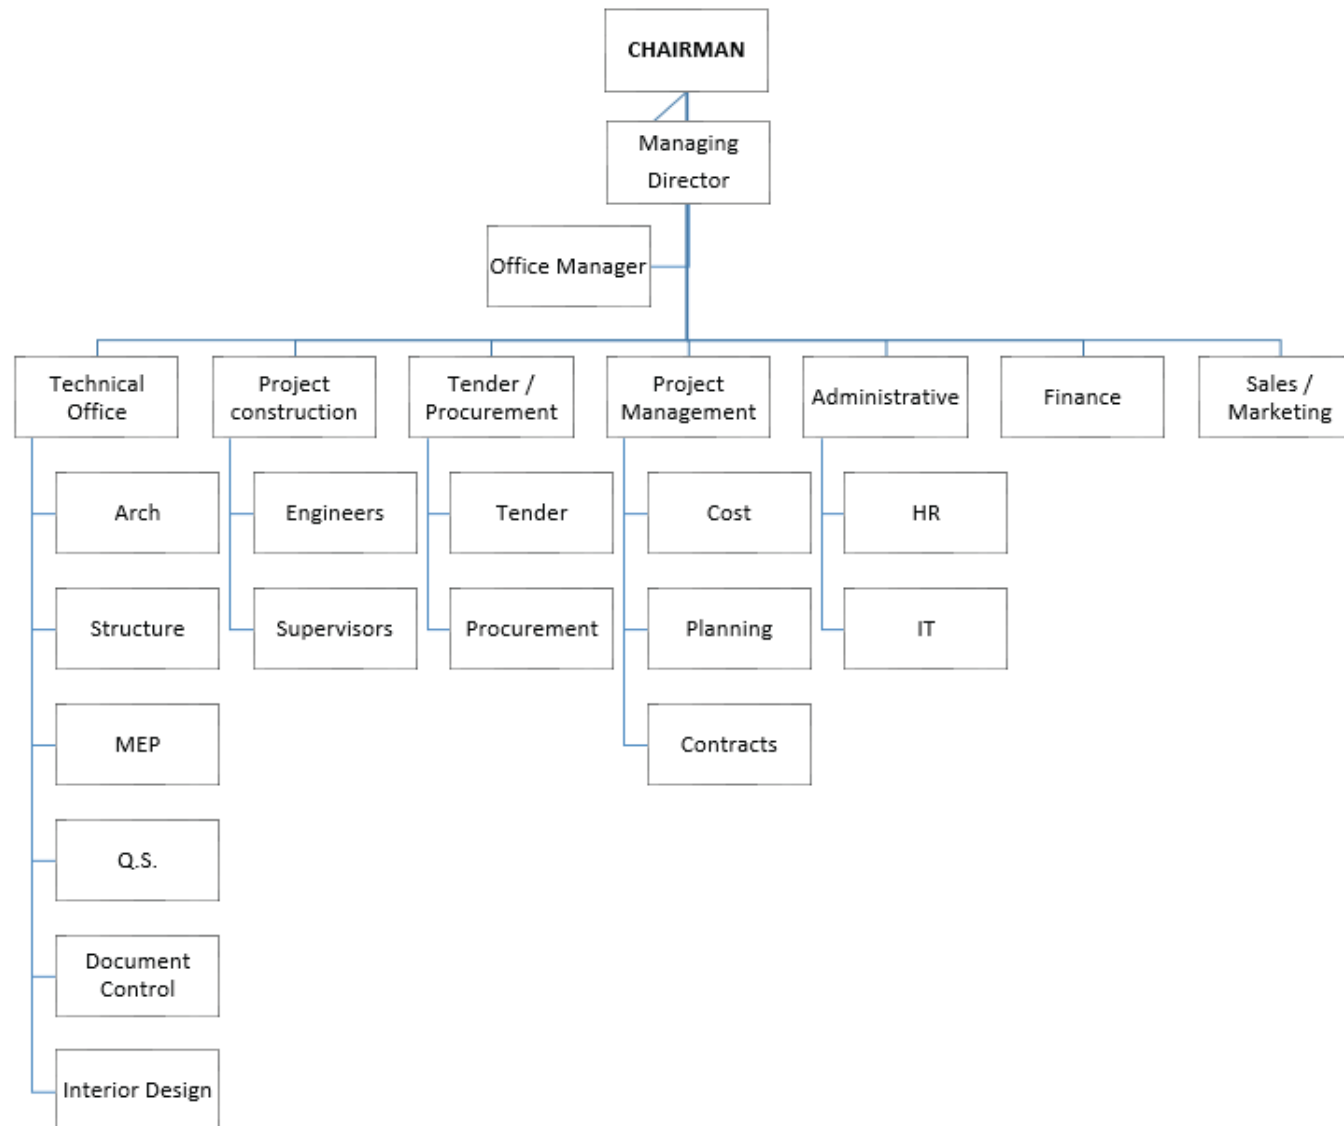 CHAIRMAN
Managing
Director
Office Manager
Technical
Office
Project
construction
Tender /
Procurement
Project
Management
Administrative
Finance
Sales /
Marketing
Arch
Engineers
Tender
Cost
HR
Structure
Supervisors
Procurement
Planning
IT
MEP
Contracts
Q.S.
Document
Control
Interior Design